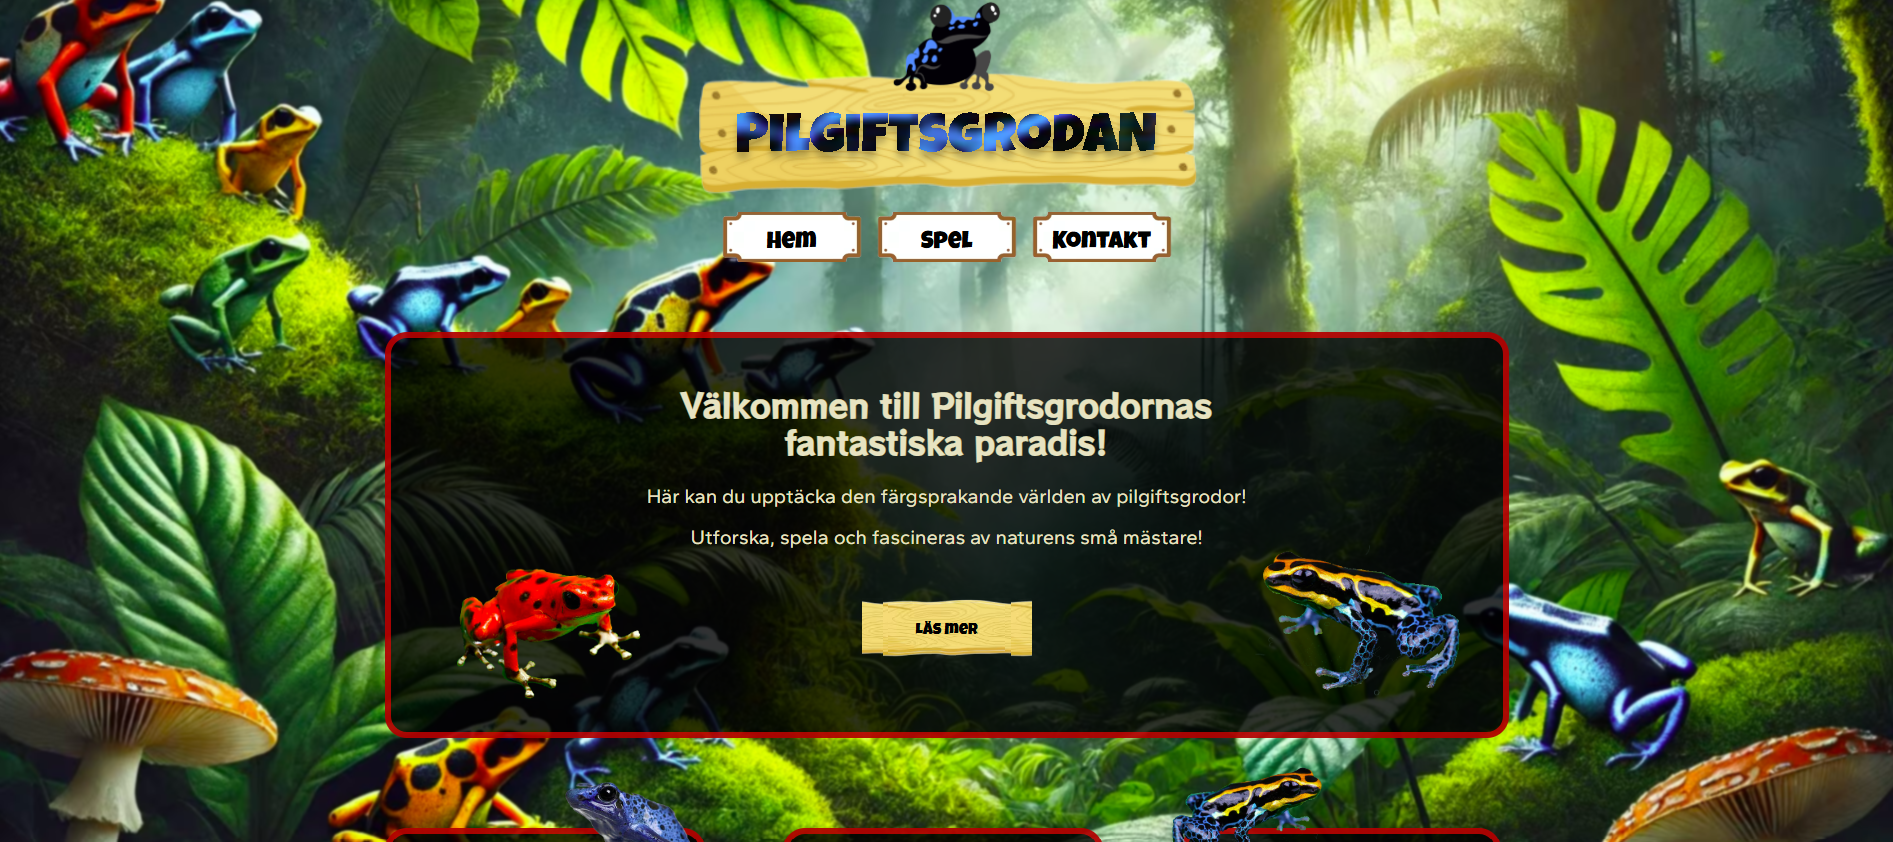 PILGIFTSGRODAN
Hem
Spel
Kontakt
Välkommen till Pilgiftsgrodornas
fantastiska paradis!
Här kan du upptäcka den färgsprakande världen av pilgiftsgrodor!
Utforska, spela och fascineras av naturens små mästare!
Läs mer